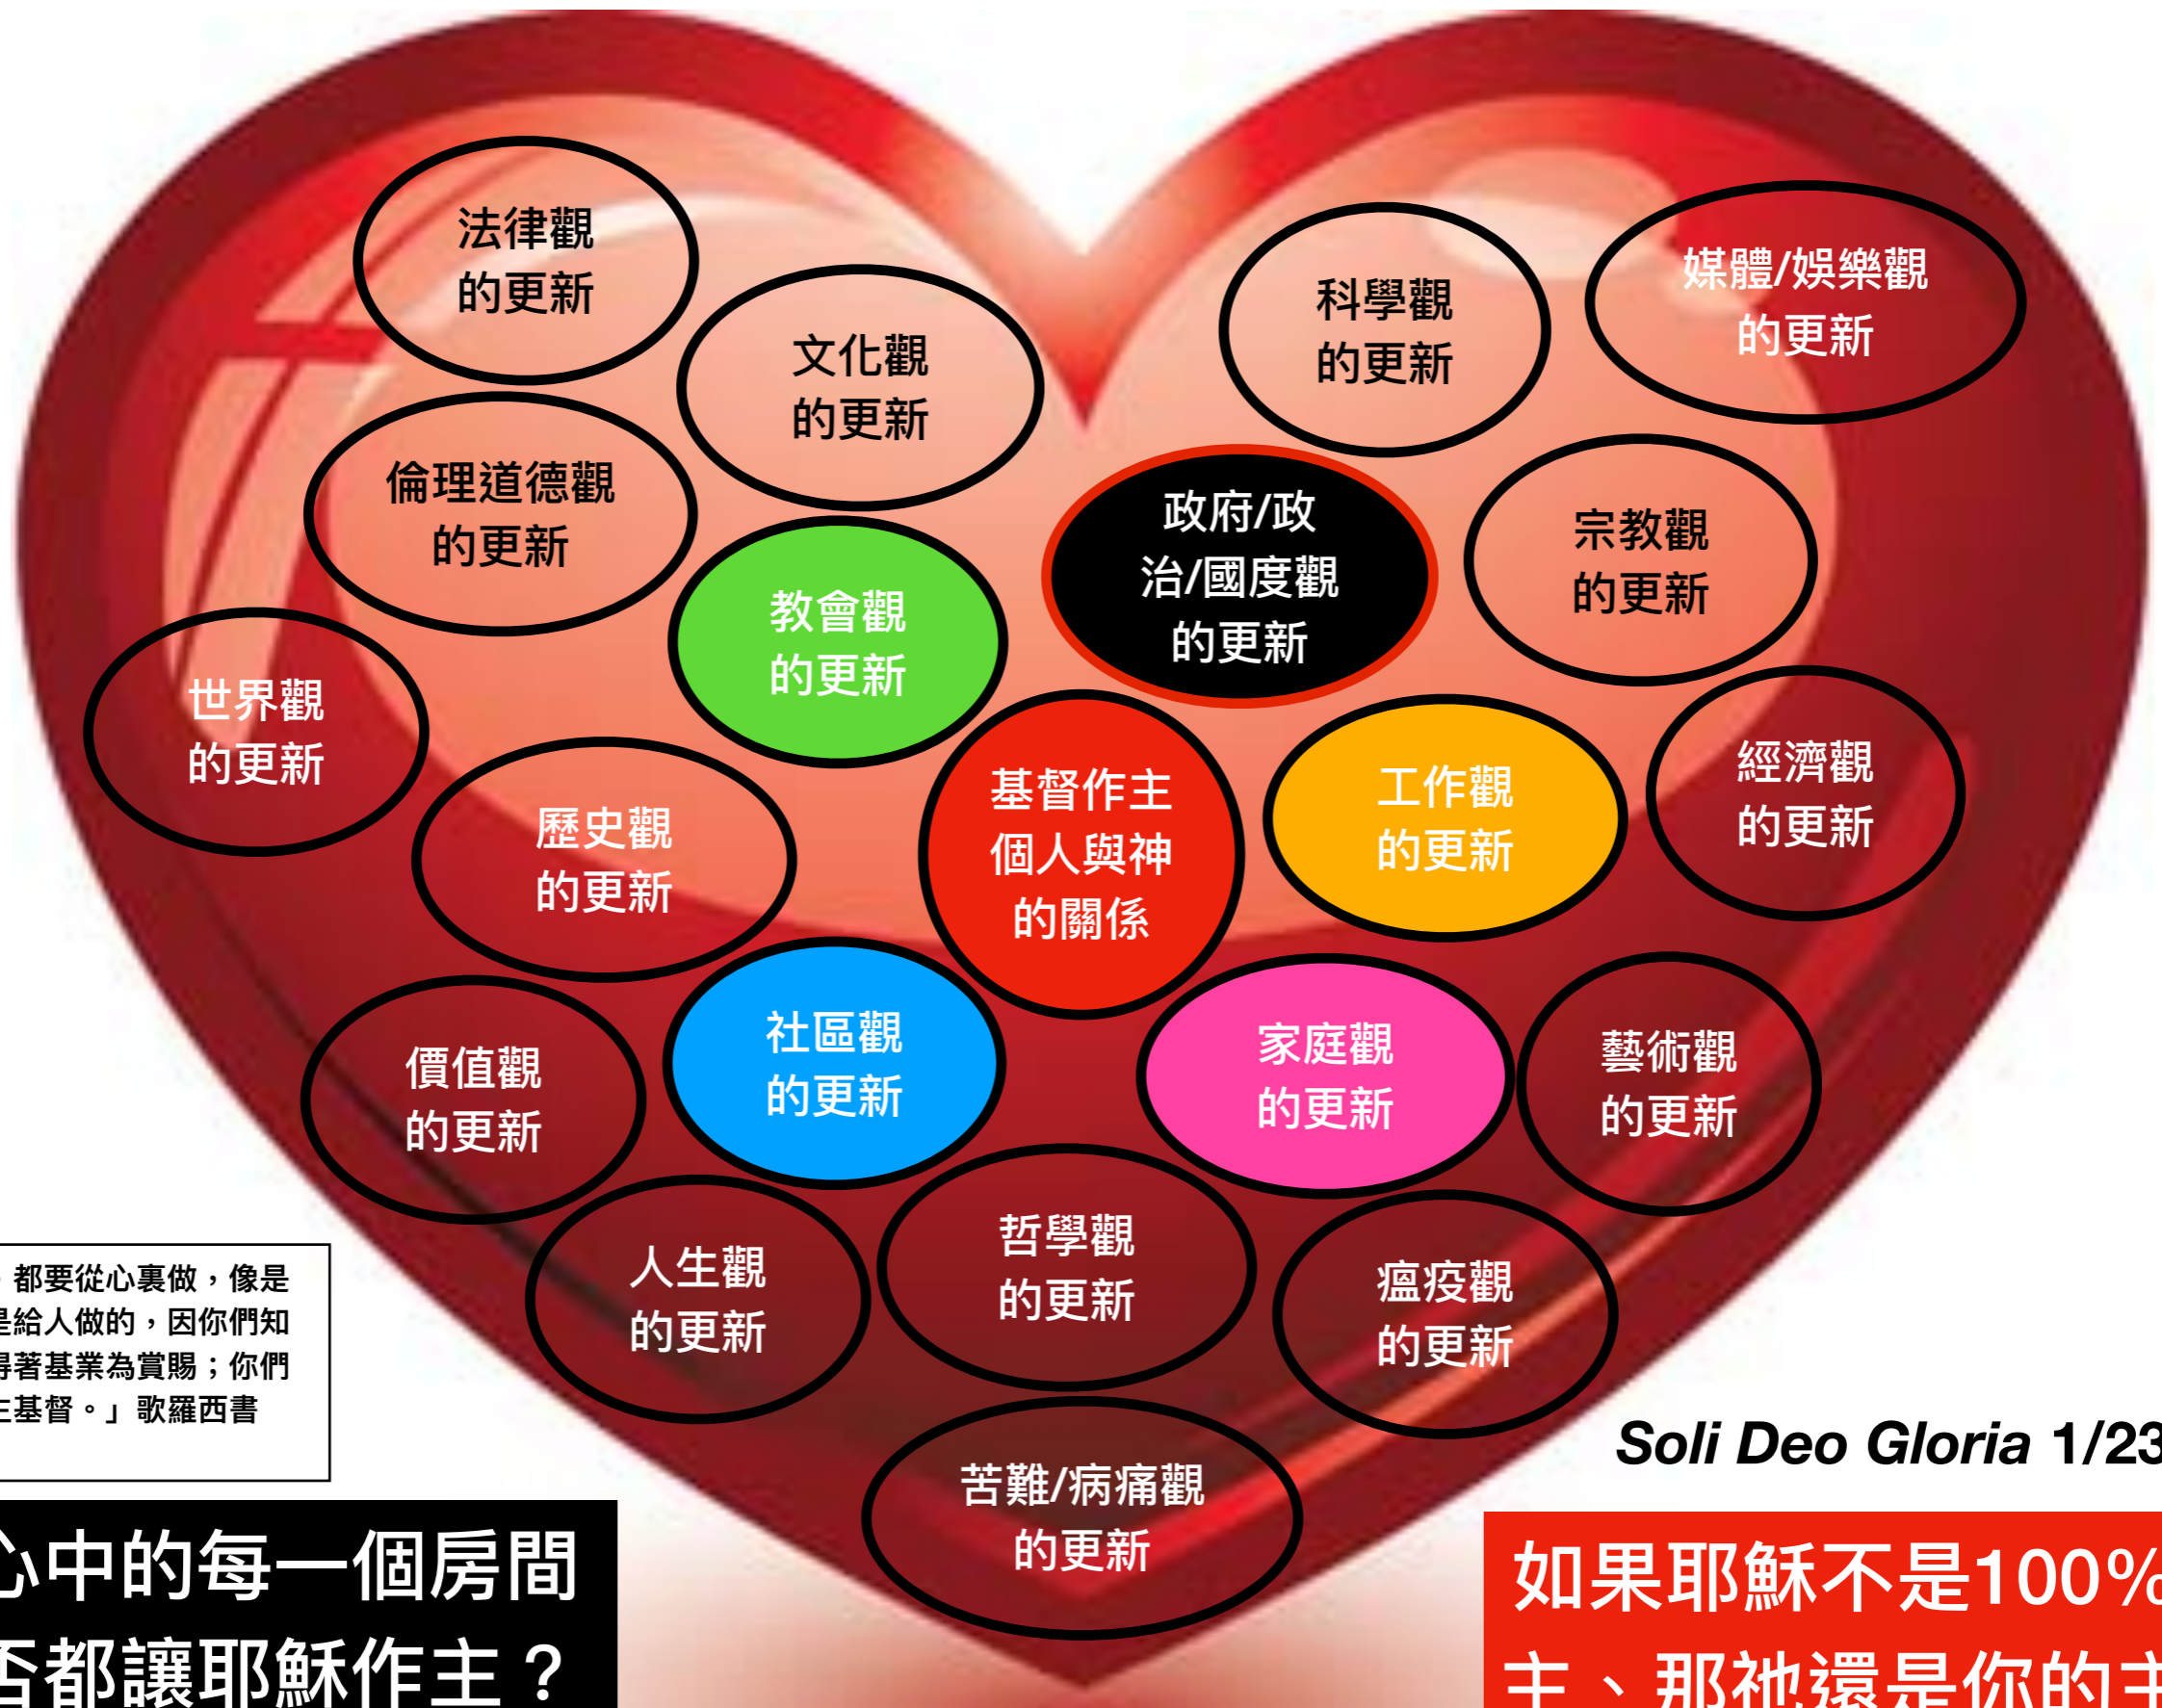 法律觀
的更新
文化觀
的更新
科學觀
的更新
媒體/娛樂觀
的更新
倫理道德觀
的更新
教會觀
的更新
政府/政
治/國度觀
的更新
宗教觀
的更新
世界觀
的更新
歷史觀
的更新
基督作主
個人與神
的關係
工作觀
的更新
經濟觀
的更新
價值觀
的更新
社區觀
的更新
家庭觀
的更新
藝術觀
的更新
人生觀
的更新
哲學觀
的更新
瘟疫觀
的更新
苦難/病痛觀
的更新
都要從心裏做，像是
是給人做的，因你們知
得著基業為賞賜；你們
主基督。」歌羅西書
Soli Deo Gloria 1/23
心中的每一個房間
否都讓耶穌作主？
如果耶穌不是100%
主、那祂還是你的主